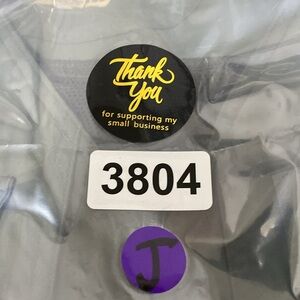 Thank
You
for supporting my
small business
3804
J